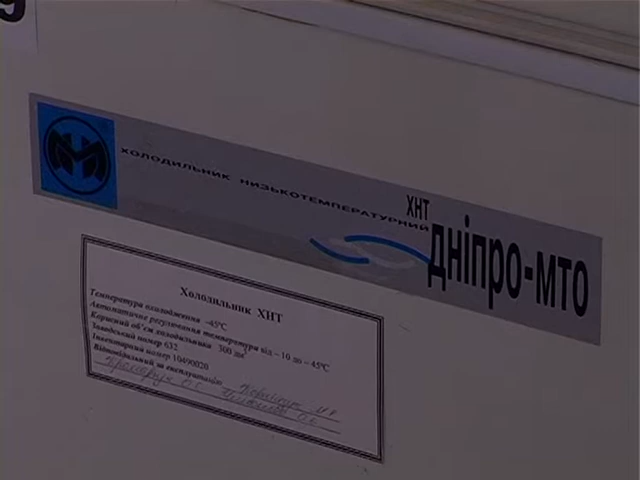 9
ХОЛОДИЛЬНИК НИЗЬКОТЕМПЕРАТУРНИЙ
ХНТ
дніпро-мто
Холодильник ХНТ
Температура охолодження -45°С
Автоматичне регулювання температури від – 10 до – 45°С
Корисний об'єм холодильника 300 дм³
Заводський номер 632
Інвентарний номер 10490020
Відповідальний за експлуатацію